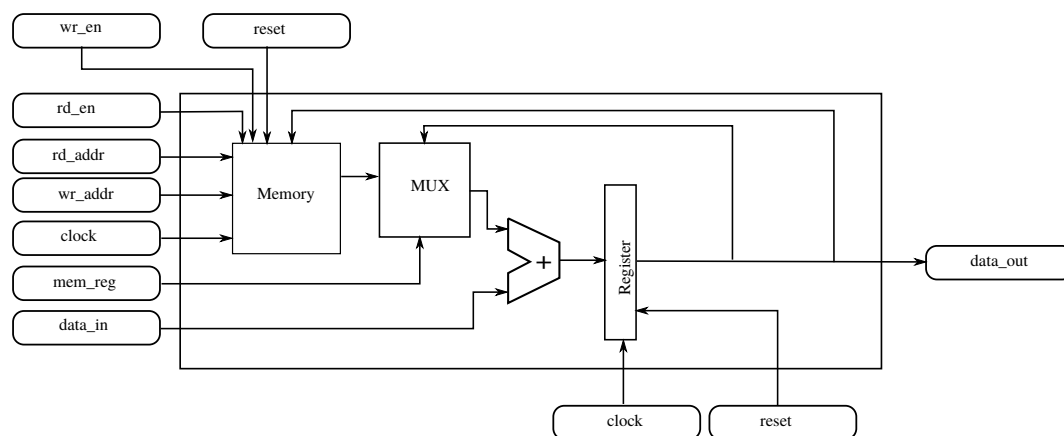 wr_en
reset
rd_en
rd_addr
wr_addr
clock
mem_reg
data_in
Memory
MUX
+
Register
data_out
clock
reset